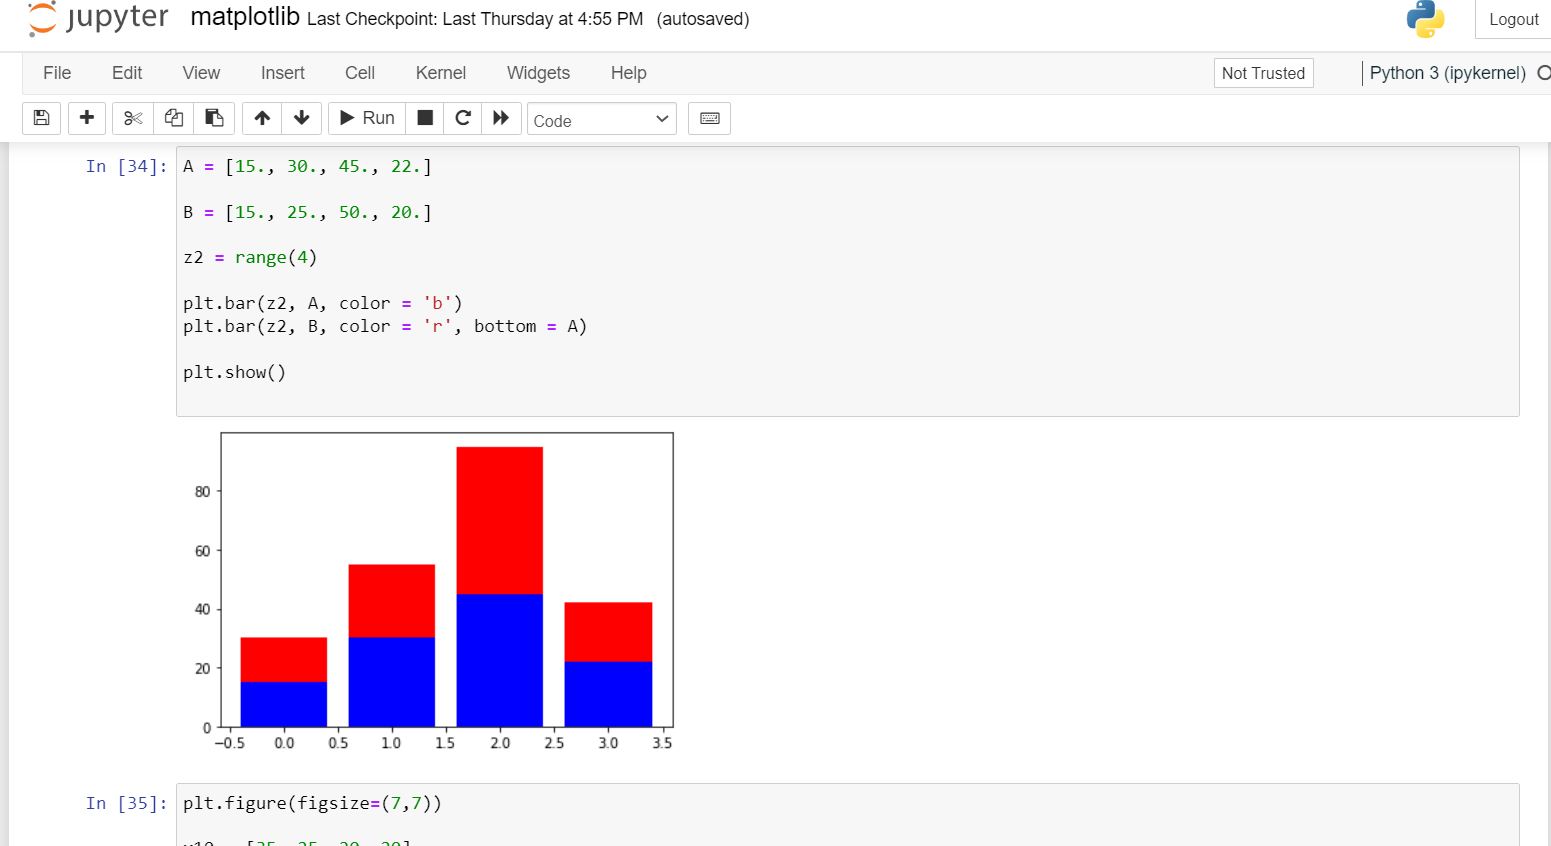 jupyter matplotlib Last Checkpoint: Last Thursday at 4:55 PM (autosaved) Logout
File Edit View Insert Cell Kernel Widgets Help Not Trusted Python 3 (ipykernel)
Run Code
In [34]: A = [15., 30., 45., 22.]
B = [15., 25., 50., 20.]
z2 = range(4)
plt.bar(z2, A, color = 'b')
plt.bar(z2, B, color = 'r', bottom = A)
plt.show()
80
60
40
20
0
−0.5 0.0 0.5 1.0 1.5 2.0 2.5 3.0 3.5
In [35]: plt.figure(figsize=(7,7))